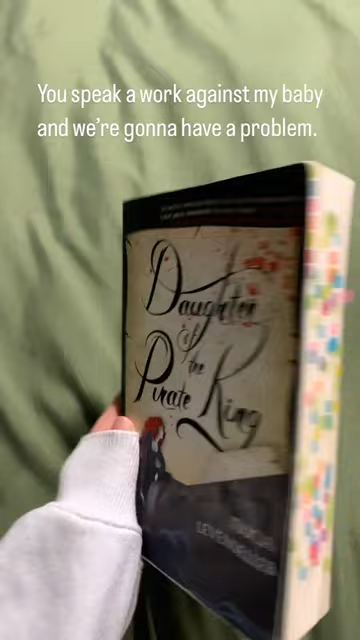 You speak a work against my baby
and we're gonna have a problem.
Daughter
of
the
Pirate
King